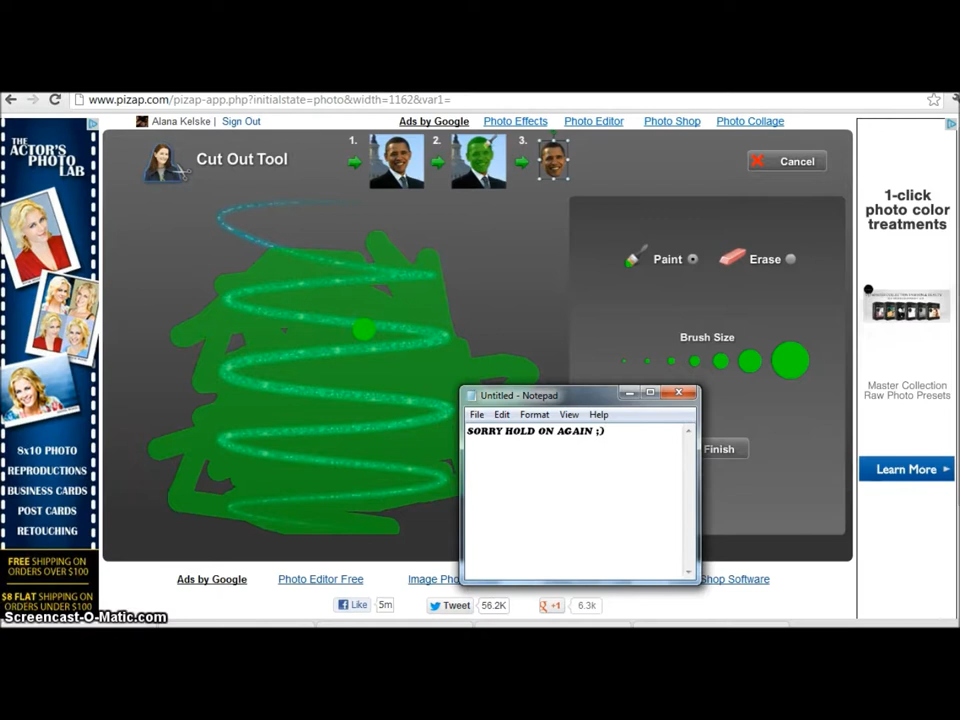 www.pizap.com/pizap-app.php?initialstate=photo&width=1162&var1=
Alana Kelske | Sign Out
Ads by Google
Photo Effects
Photo Editor
Photo Shop
Photo Collage
THE
ACTOR'S
PHOTO
LAB
8x10 PHOTO
REPRODUCTIONS
BUSINESS CARDS
POST CARDS
RETOUCHING
FREE SHIPPING ON
ORDERS OVER $100
$8 FLAT SHIPPING ON
ORDERS UNDER $100
Cut Out Tool
1.
2.
3.
Cancel
Paint
Erase
Brush Size
Finish
Untitled - Notepad
File Edit Format View Help
SORRY HOLD ON AGAIN ;)
1-click
photo color
treatments
Master Collection
Raw Photo Presets
Learn More
Ads by Google
Photo Editor Free
Image Pho
Shop Software
Like 5m
Tweet 56.2K
+1 6.3k
Screencast-O-Matic.com